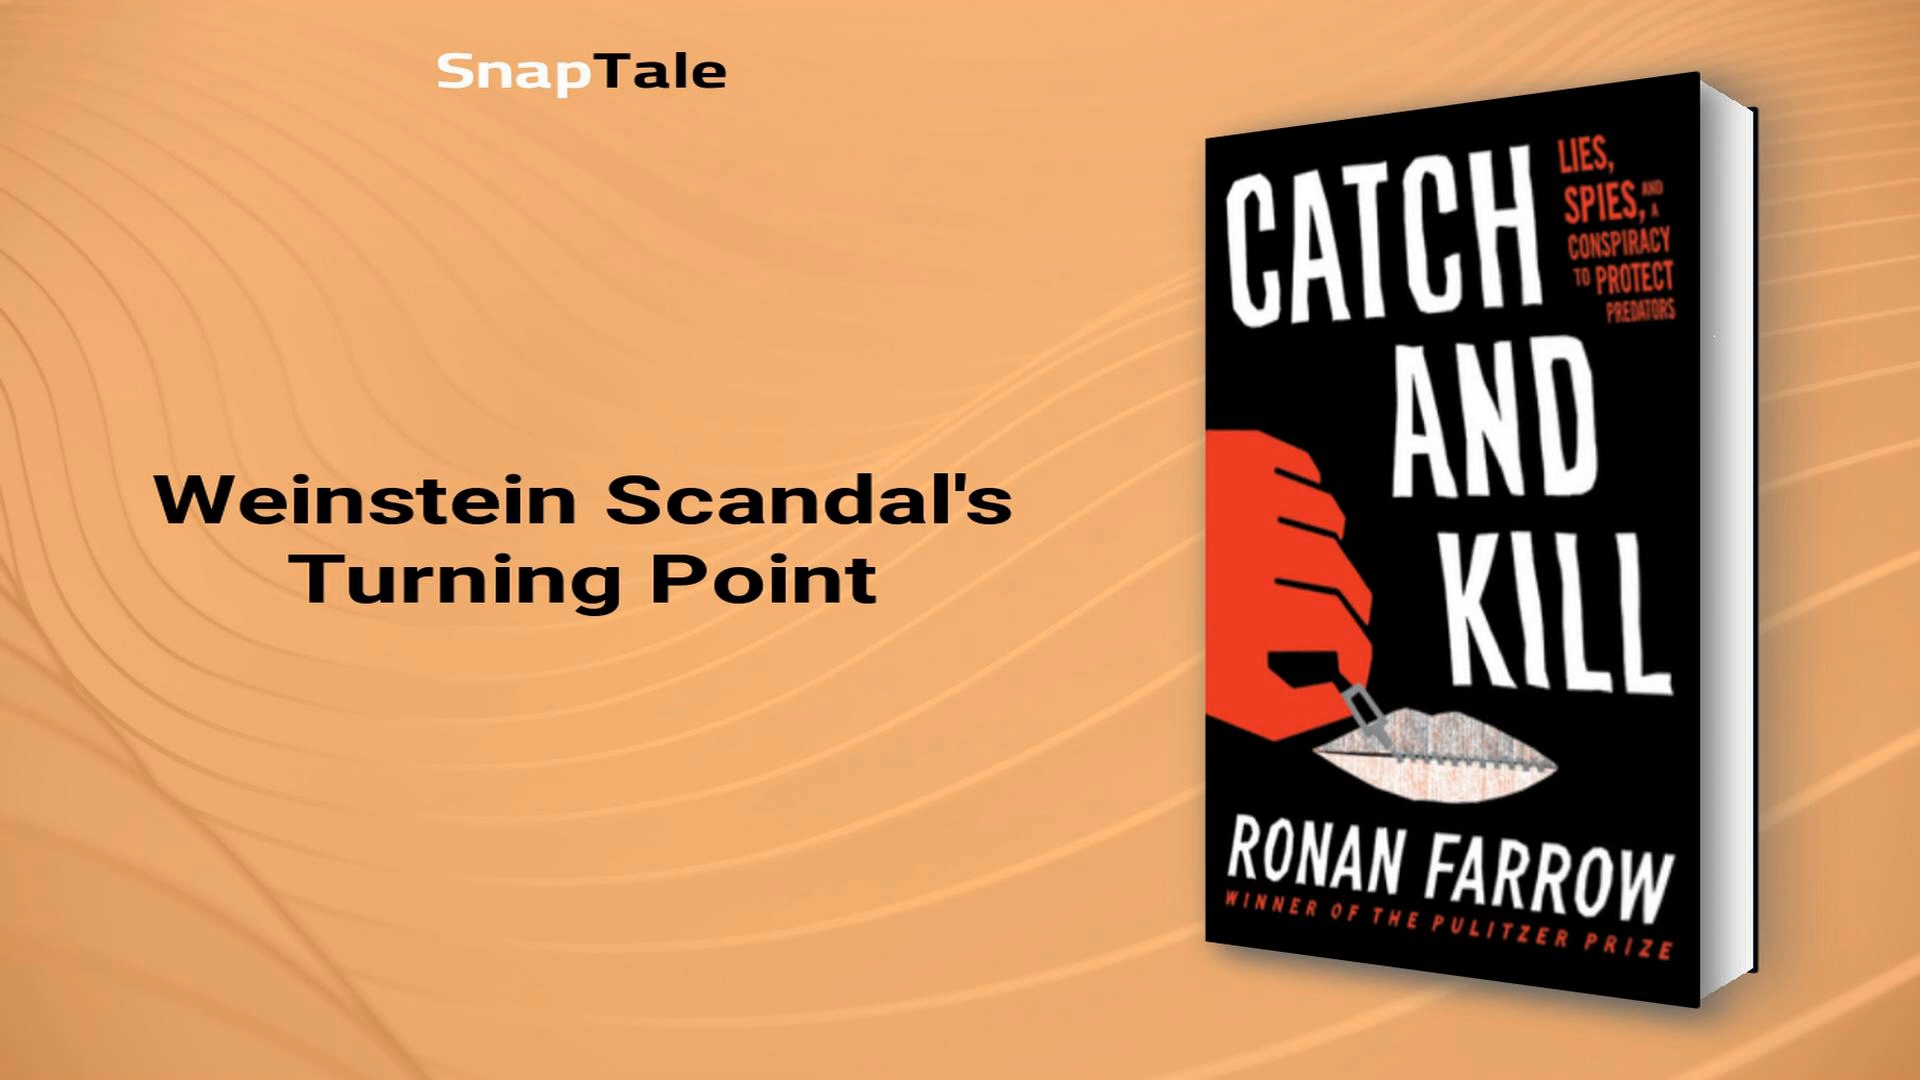 SnapTale
Weinstein Scandal's
Turning Point
CATCH
AND
KILL
LIES,
SPIES, AND
A
CONSPIRACY
TO PROTECT
PREDATORS
RONAN FARROW
WINNER OF THE PULITZER PRIZE